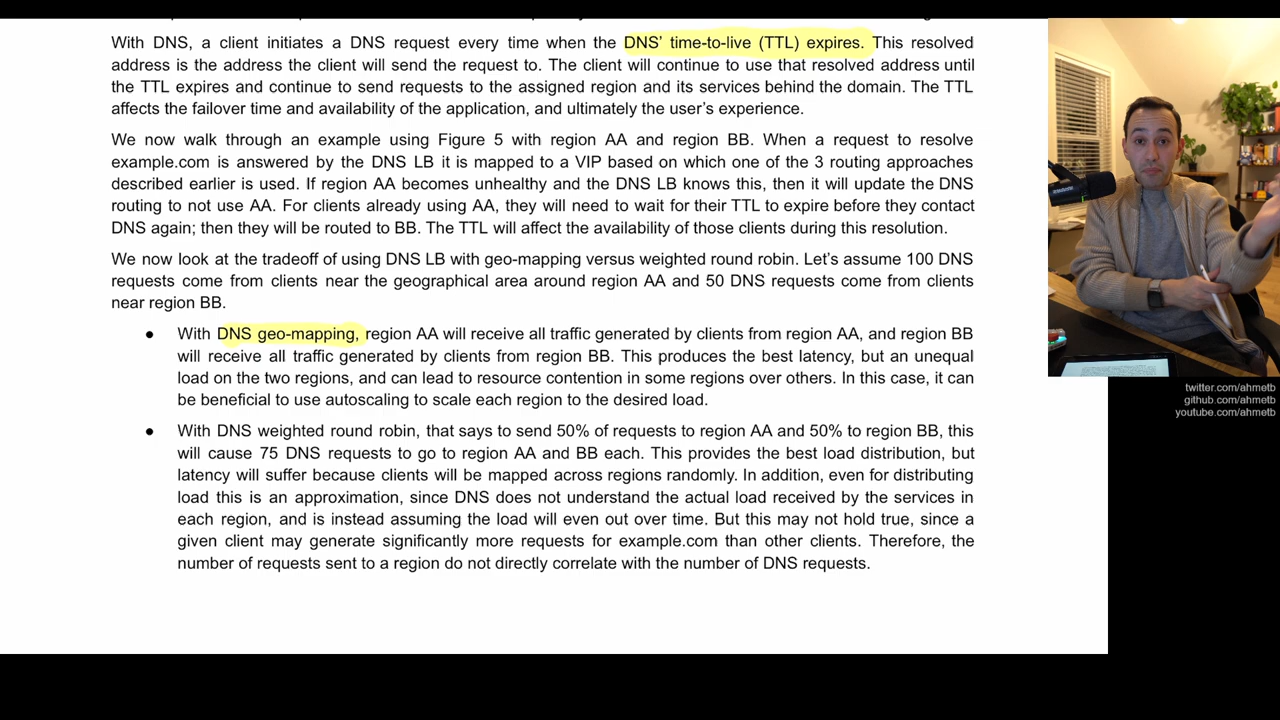 With DNS, a client initiates a DNS request every time when the DNS’ time-to-live (TTL) expires. This resolved
address is the address the client will send the request to. The client will continue to use that resolved address until
the TTL expires and continue to send requests to the assigned region and its services behind the domain. The TTL
affects the failover time and availability of the application, and ultimately the user’s experience.
We now walk through an example using Figure 5 with region AA and region BB. When a request to resolve
example.com is answered by the DNS LB it is mapped to a VIP based on which one of the 3 routing approaches
described earlier is used. If region AA becomes unhealthy and the DNS LB knows this, then it will update the DNS
routing to not use AA. For clients already using AA, they will need to wait for their TTL to expire before they contact
DNS again; then they will be routed to BB. The TTL will affect the availability of those clients during this resolution.
We now look at the tradeoff of using DNS LB with geo-mapping versus weighted round robin. Let’s assume 100 DNS
requests come from clients near the geographical area around region AA and 50 DNS requests come from clients
near region BB.
● With DNS geo-mapping, region AA will receive all traffic generated by clients from region AA, and region BB
will receive all traffic generated by clients from region BB. This produces the best latency, but an unequal
load on the two regions, and can lead to resource contention in some regions over others. In this case, it can
be beneficial to use autoscaling to scale each region to the desired load.
● With DNS weighted round robin, that says to send 50% of requests to region AA and 50% to region BB, this
will cause 75 DNS requests to go to region AA and BB each. This provides the best load distribution, but
latency will suffer because clients will be mapped across regions randomly. In addition, even for distributing
load this is an approximation, since DNS does not understand the actual load received by the services in
each region, and is instead assuming the load will even out over time. But this may not hold true, since a
given client may generate significantly more requests for example.com than other clients. Therefore, the
number of requests sent to a region do not directly correlate with the number of DNS requests.
twitter.com/ahmetb
github.com/ahmetb
youtube.com/ahmetb